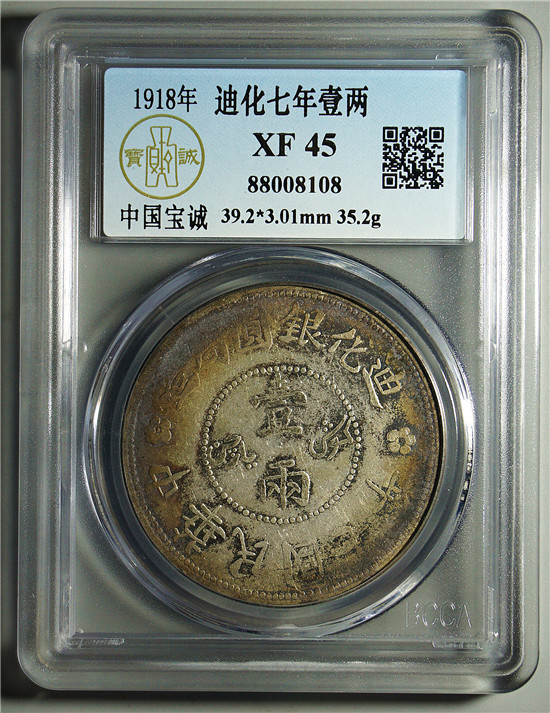 1918年 迪化七年壹两
寳 誠
XF 45
88008108
中国宝诚 39.2*3.01mm 35.2g
迪化銀圓局造
壹
兩
中華民國七年
BCCA